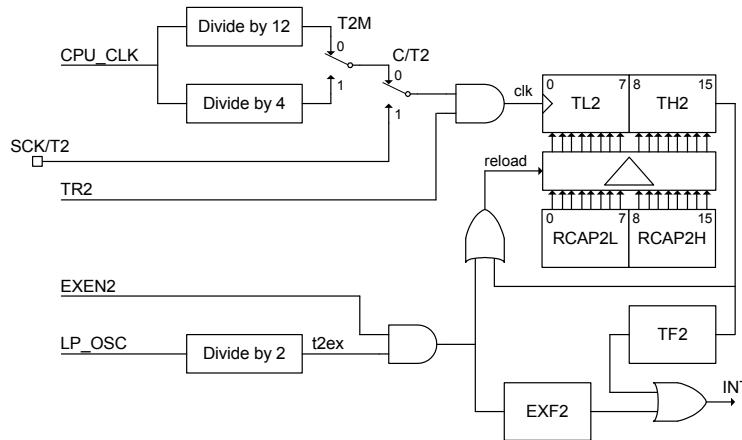 Divide by 12
T2M
0
C/T2
CPU_CLK
0
1
Divide by 4
1
clk
0 7 8 15
TL2 TH2
SCK/T2
reload
TR2
0 7 8 15
RCAP2L RCAP2H
EXEN2
TF2
LP_OSC
Divide by 2
t2ex
INT
EXF2